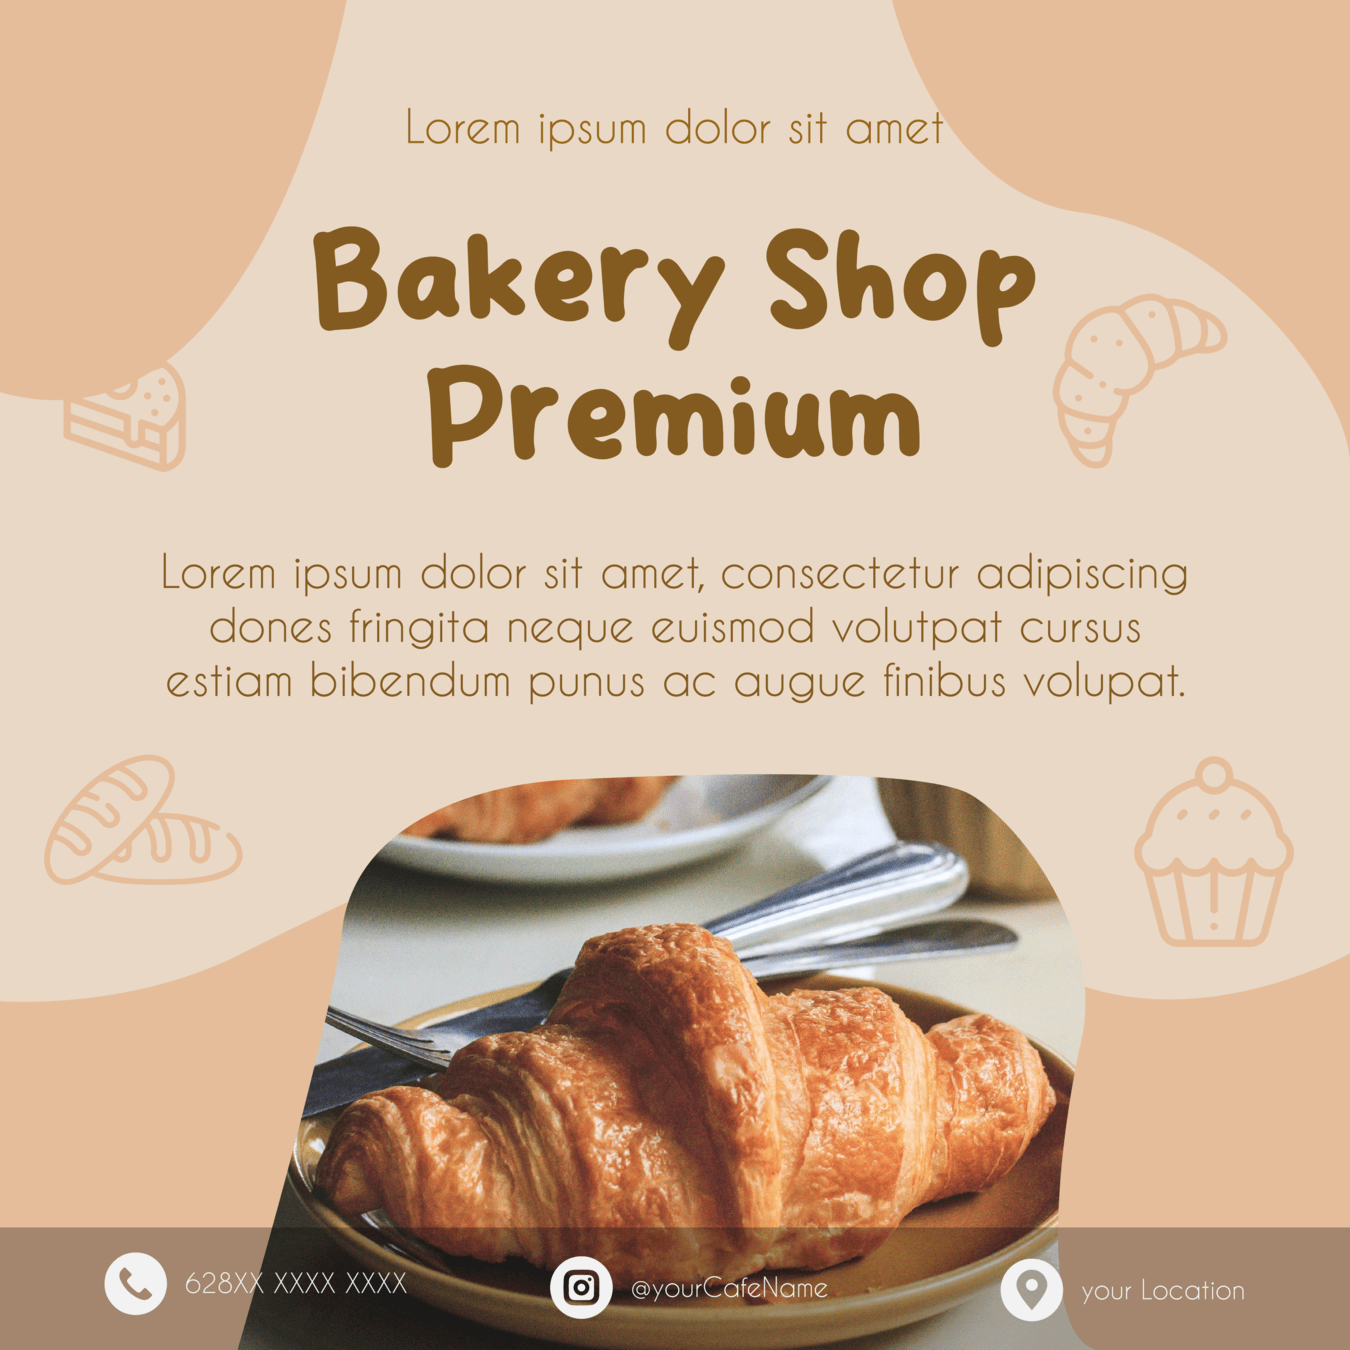 Lorem ipsum dolor sit amet
Bakery Shop
Premium
Lorem ipsum dolor sit amet, consectetur adipiscing
dones fringita neque euismod volutpat cursus
estiam bibendum punus ac augue finibus volupat.
628XX XXXX XXXX
@yourCafeName
your Location